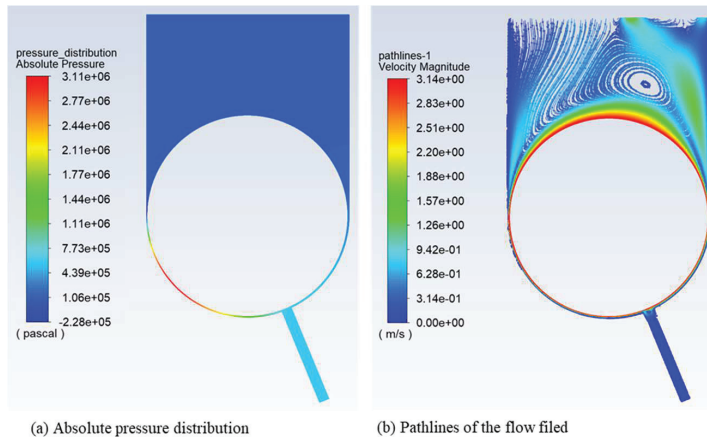 pressure_distribution
Absolute Pressure
3.11e+06
2.77e+06
2.44e+06
2.11e+06
1.77e+06
1.44e+06
1.11e+06
7.73e+05
4.39e+05
1.06e+05
-2.28e+05
( pascal )
(a) Absolute pressure distribution
pathlines-1
Velocity Magnitude
3.14e+00
2.83e+00
2.51e+00
2.20e+00
1.88e+00
1.57e+00
1.26e+00
9.42e-01
6.28e-01
3.14e-01
0.00e+00
( m/s )
(b) Pathlines of the flow filed